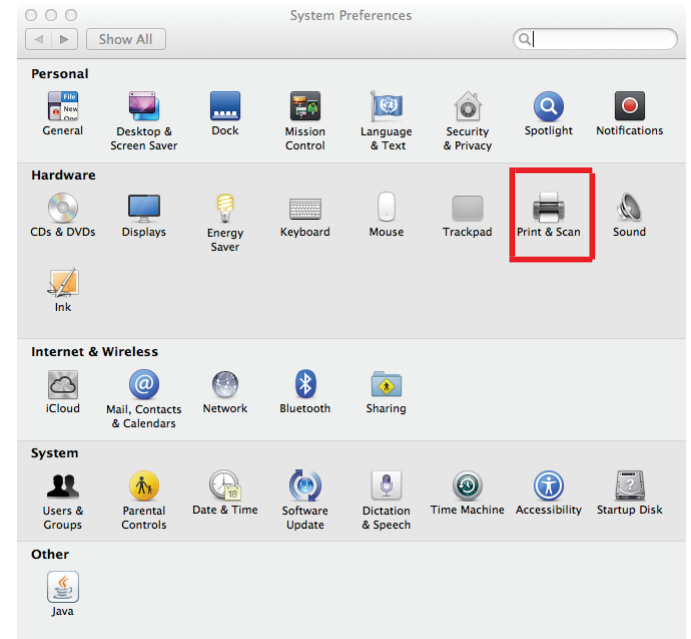 System Preferences
Show All
Personal
File
New
General
Desktop &
Screen Saver
Dock
Mission
Control
Language
& Text
Security
& Privacy
Spotlight
Notifications
Hardware
CDs & DVDs
Displays
Energy
Saver
Keyboard
Mouse
Trackpad
Print & Scan
Sound
Ink
Internet & Wireless
iCloud
@
Mail, Contacts
& Calendars
Network
Bluetooth
Sharing
System
Users &
Groups
Parental
Controls
18
Date & Time
Software
Update
Dictation
& Speech
Time Machine
Accessibility
?
Startup Disk
Other
Java